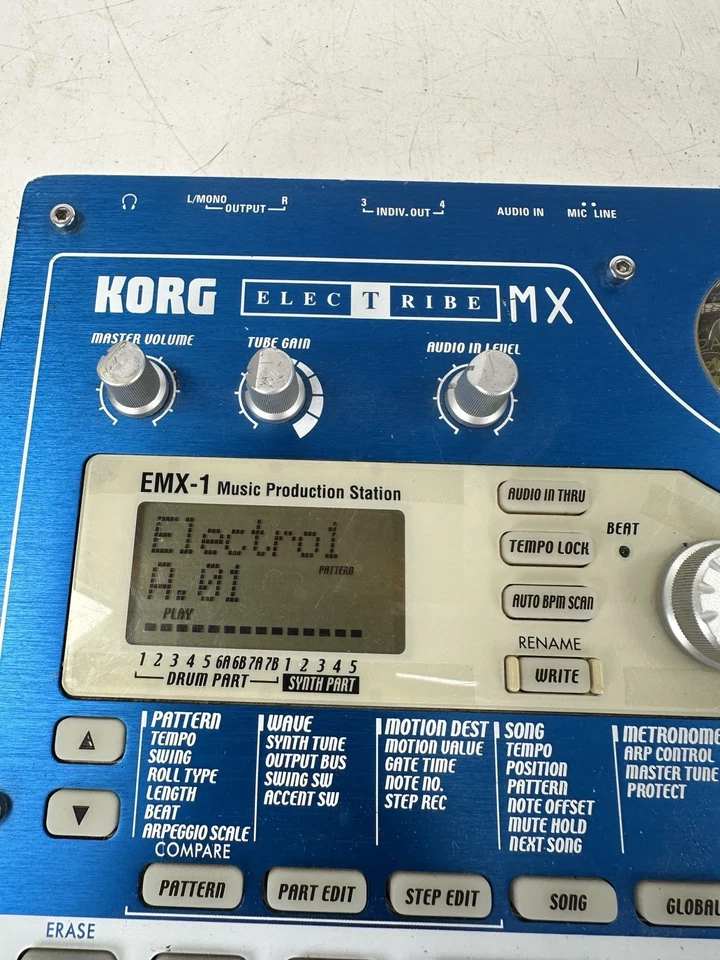 L/MONO R
OUTPUT
3 4
INDIV.OUT
AUDIO IN
MIC LINE
KORG ELECTRIBE MX
MASTER VOLUME TUBE GAIN AUDIO IN LEVEL
EMX-1 Music Production Station
Electro1
PATTERN
A.01
PLAY
1 2 3 4 5 6A 6B 7A 7B 1 2 3 4 5
DRUM PART SYNTH PART
AUDIO IN THRU
BEAT
TEMPO LOCK
AUTO BPM SCAN
RENAME
WRITE
PATTERN
TEMPO
SWING
ROLL TYPE
LENGTH
BEAT
ARPEGGIO SCALE
WAVE
SYNTH TUNE
OUTPUT BUS
SWING SW
ACCENT SW
MOTION DEST
MOTION VALUE
GATE TIME
NOTE NO.
STEP REC
SONG
TEMPO
POSITION
PATTERN
NOTE OFFSET
MUTE HOLD
NEXT SONG
METRONOME
ARP CONTROL
MASTER TUNE
PROTECT
COMPARE
PATTERN PART EDIT STEP EDIT SONG GLOBAL
ERASE